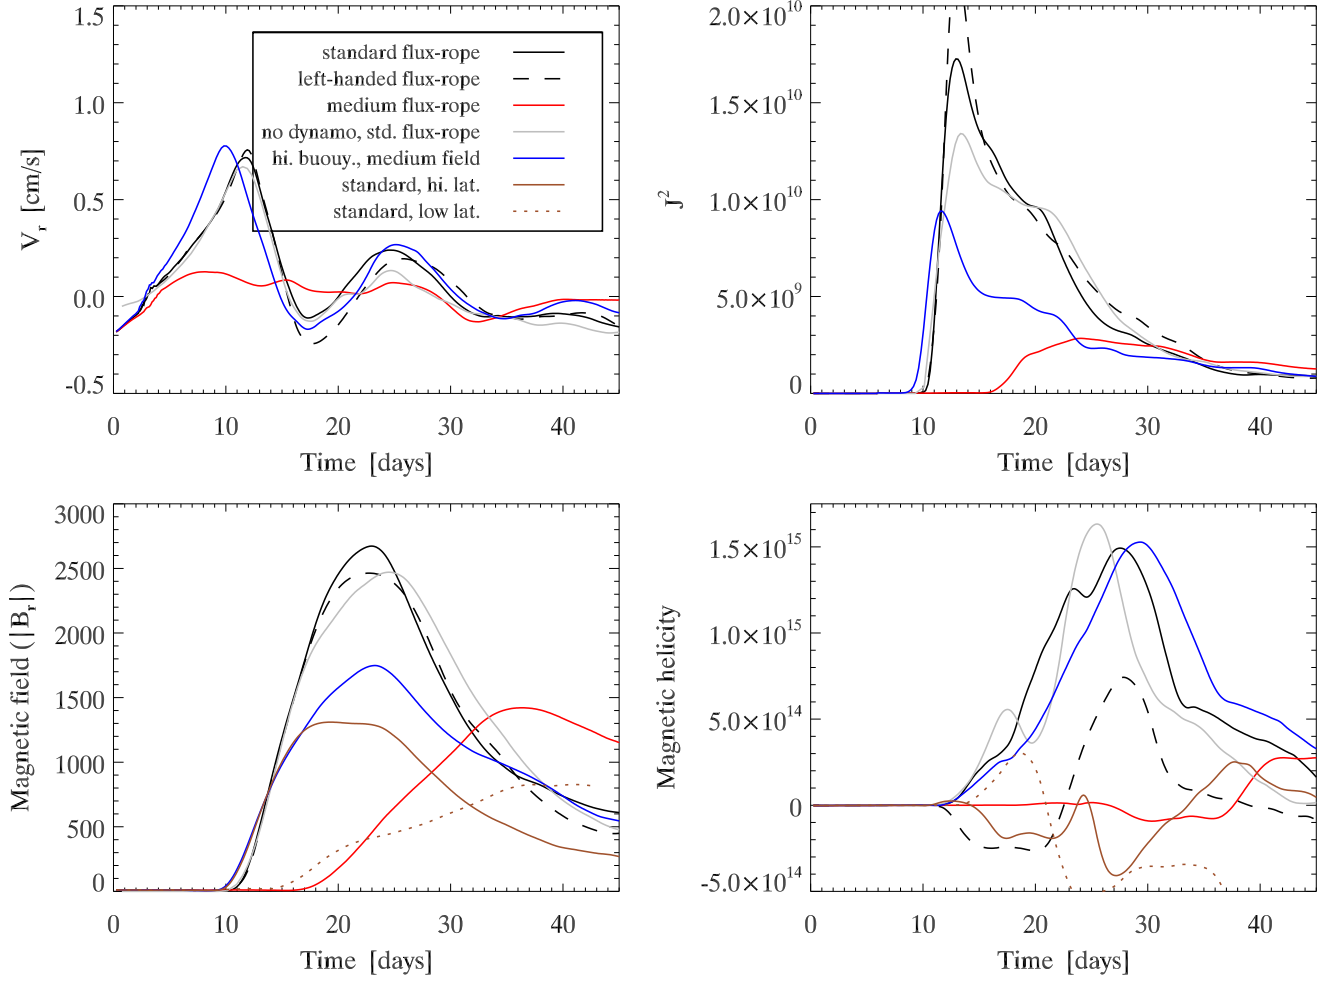 1.5
1.0
0.5
0.0
-0.5
V_r [cm/s]
standard flux-rope
left-handed flux-rope
medium flux-rope
no dynamo, std. flux-rope
hi. buouy., medium field
standard, hi. lat.
standard, low lat.
0 10 20 30 40
Time [days]
2.0×10^10
1.5×10^10
1.0×10^10
5.0×10^9
0
J^2
0 10 20 30 40
Time [days]
3000
2500
2000
1500
1000
500
0
Magnetic field (|B_r|)
0 10 20 30 40
Time [days]
1.5×10^15
1.0×10^15
5.0×10^14
0
-5.0×10^14
Magnetic helicity
0 10 20 30 40
Time [days]